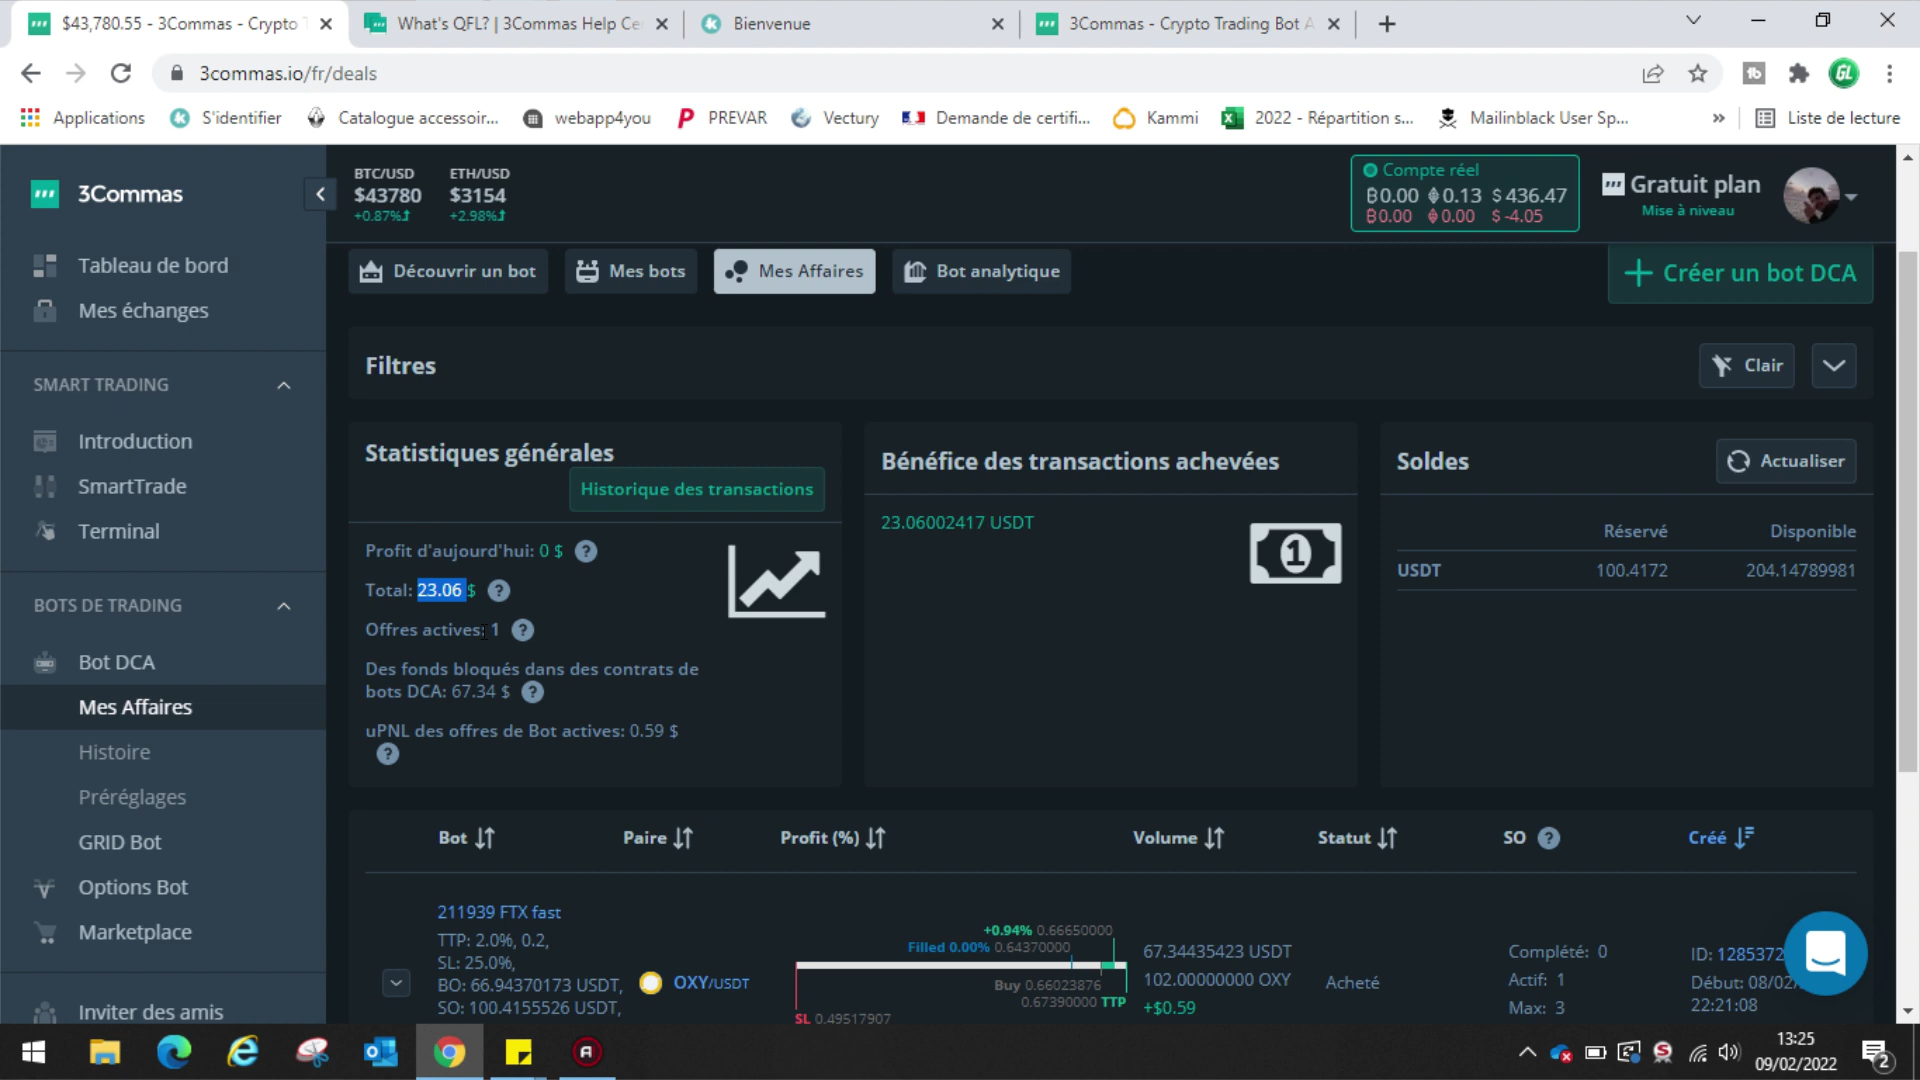 $43,780.55 - 3Commas - Crypto T
What's QFL? | 3Commas Help Ce
Bienvenue
3Commas - Crypto Trading Bot A
3commas.io/fr/deals
Applications
S'identifier
Catalogue accessoir...
webapp4you
PREVAR
Vectury
Demande de certifi...
Kammi
2022 - Répartition s...
Mailinblack User Sp...
»
Liste de lecture
3Commas
BTC/USD
$43780
+0.87%
ETH/USD
$3154
+2.98%
Compte réel
0.00 0.13 $ 436.47
0.00 0.00 $ -4.05
Gratuit plan
Mise à niveau
Tableau de bord
Mes échanges
SMART TRADING
Introduction
SmartTrade
Terminal
BOTS DE TRADING
Bot DCA
Mes Affaires
Histoire
Préréglages
GRID Bot
Options Bot
Marketplace
Inviter des amis
Découvrir un bot
Mes bots
Mes Affaires
Bot analytique
Créer un bot DCA
Filtres
Clair
Statistiques générales
Historique des transactions
Profit d'aujourd'hui: 0 $ ?
Total: 23.06 $ ?
Offres actives: 1 ?
Des fonds bloqués dans des contrats de
bots DCA: 67.34 $ ?
uPNL des offres de Bot actives: 0.59 $
?
Bénéfice des transactions achevées
23.06002417 USDT
1
Soldes
Actualiser
Réservé Disponible
USDT 100.4172 204.14789981
Bot Paire Profit (%) Volume Statut SO ? Créé
211939 FTX fast
TTP: 2.0%, 0.2,
SL: 25.0%,
BO: 66.94370173 USDT,
SO: 100.4155526 USDT,
OXY/USDT
+0.94% 0.66650000
Filled 0.00% 0.64370000
Buy 0.66023876
0.67390000 TTP
SL 0.49517907
67.34435423 USDT
102.00000000 OXY
+$0.59
Acheté
Complété: 0
Actif: 1
Max: 3
ID: 1285372
Début: 08/02/
22:21:08
13:25
09/02/2022
2